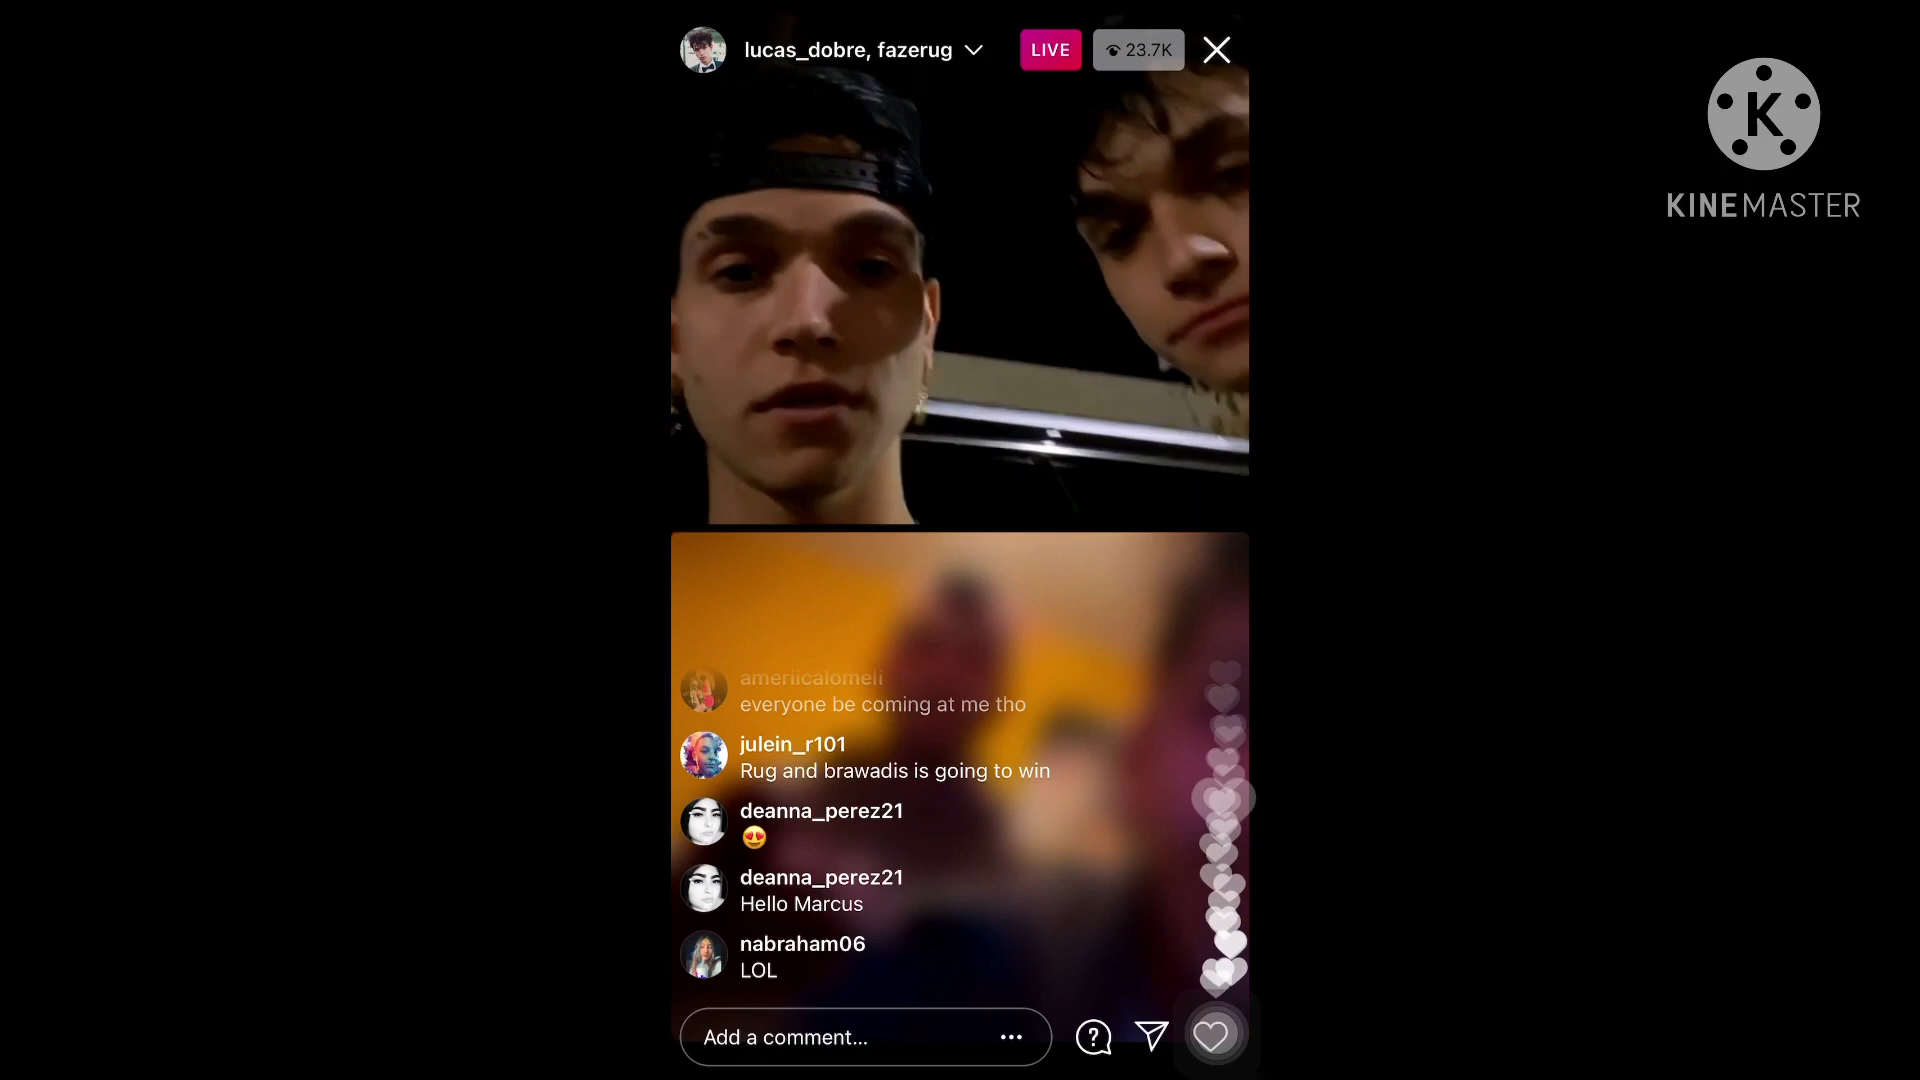 lucas_dobre, fazerug
LIVE
23.7K
K
KINEMASTER
ameriicalomeli
everyone be coming at me tho
julein_r101
Rug and brawadis is going to win
deanna_perez21
😍
deanna_perez21
Hello Marcus
nabraham06
LOL
Add a comment...
?